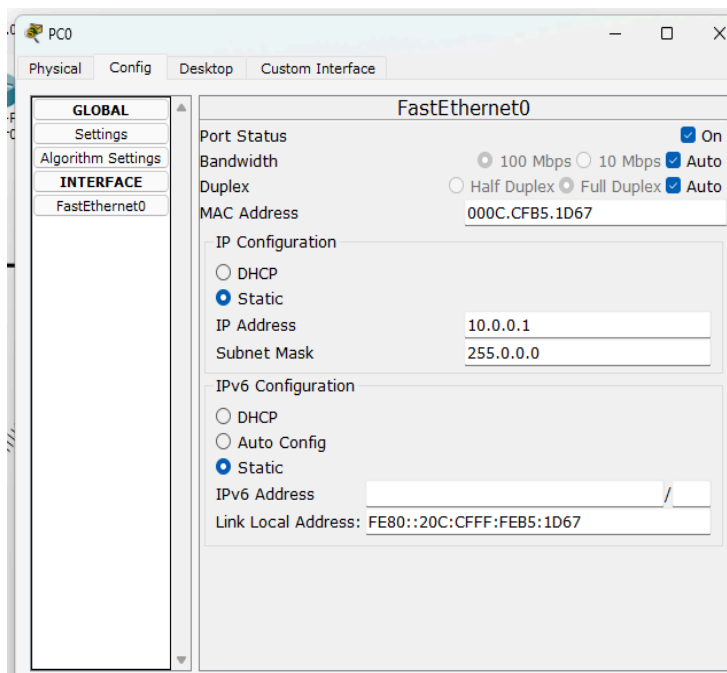 PC0
Physical Config Desktop Custom Interface
GLOBAL
Settings
Algorithm Settings
INTERFACE
FastEthernet0
FastEthernet0
Port Status On
Bandwidth 100 Mbps 10 Mbps Auto
Duplex Half Duplex Full Duplex Auto
MAC Address 000C.CFB5.1D67
IP Configuration
DHCP
Static
IP Address 10.0.0.1
Subnet Mask 255.0.0.0
IPv6 Configuration
DHCP
Auto Config
Static
IPv6 Address /
Link Local Address: FE80::20C:CFFF:FEB5:1D67